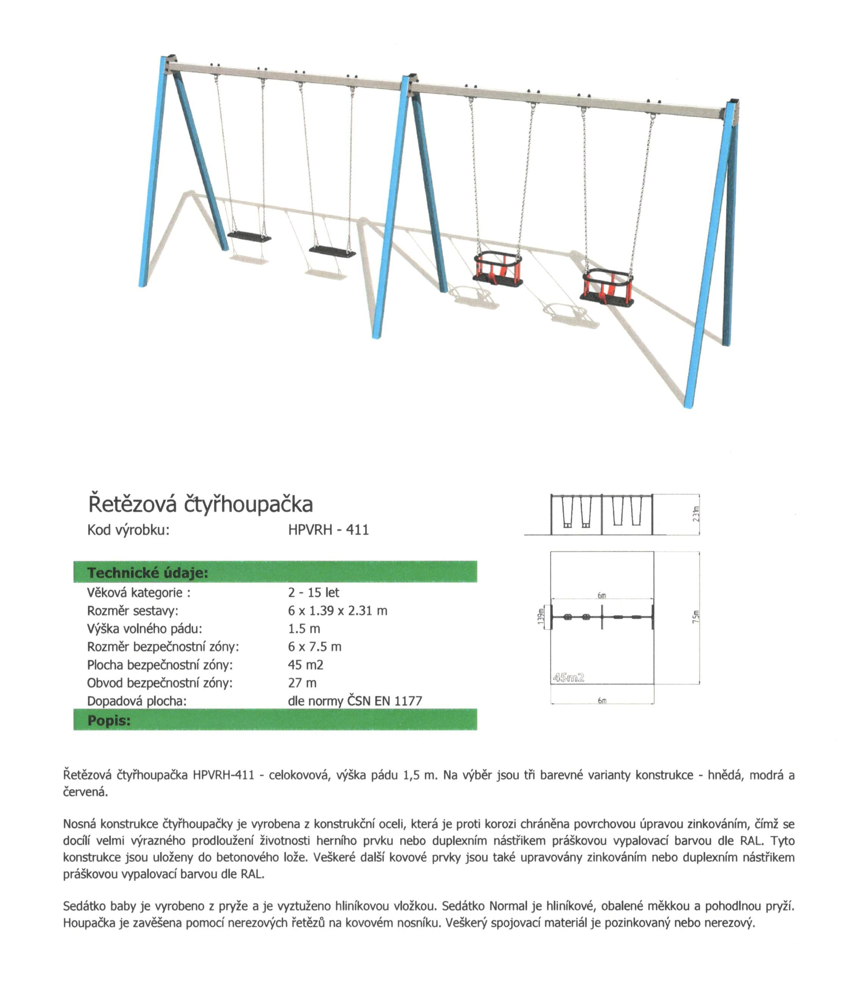 Řetězová čtyřhoupačka
Kod výrobku: HPVRH - 411
Technické údaje:
Věková kategorie : 2 - 15 let
Rozměr sestavy: 6 x 1.39 x 2.31 m
Výška volného pádu: 1.5 m
Rozměr bezpečnostní zóny: 6 x 7.5 m
Plocha bezpečnostní zóny: 45 m2
Obvod bezpečnostní zóny: 27 m
Dopadová plocha: dle normy ČSN EN 1177
Popis:
2.31m
6m
1.39m
7.5m
45m2
6m
Řetězová čtyřhoupačka HPVRH-411 - celokovová, výška pádu 1,5 m. Na výběr jsou tři barevné varianty konstrukce - hnědá, modrá a
červená.
Nosná konstrukce čtyřhoupačky je vyrobena z konstrukční oceli, která je proti korozi chráněna povrchovou úpravou zinkováním, čímž se
docílí velmi výrazného prodloužení životnosti herního prvku nebo duplexním nástřikem práškovou vypalovací barvou dle RAL. Tyto
konstrukce jsou uloženy do betonového lože. Veškeré další kovové prvky jsou také upravovány zinkováním nebo duplexním nástřikem
práškovou vypalovací barvou dle RAL.
Sedátko baby je vyrobeno z pryže a je vyztuženo hliníkovou vložkou. Sedátko Normal je hliníkové, obalené měkkou a pohodlnou pryží.
Houpačka je zavěšena pomocí nerezových řetězů na kovovém nosníku. Veškerý spojovací materiál je pozinkovaný nebo nerezový.